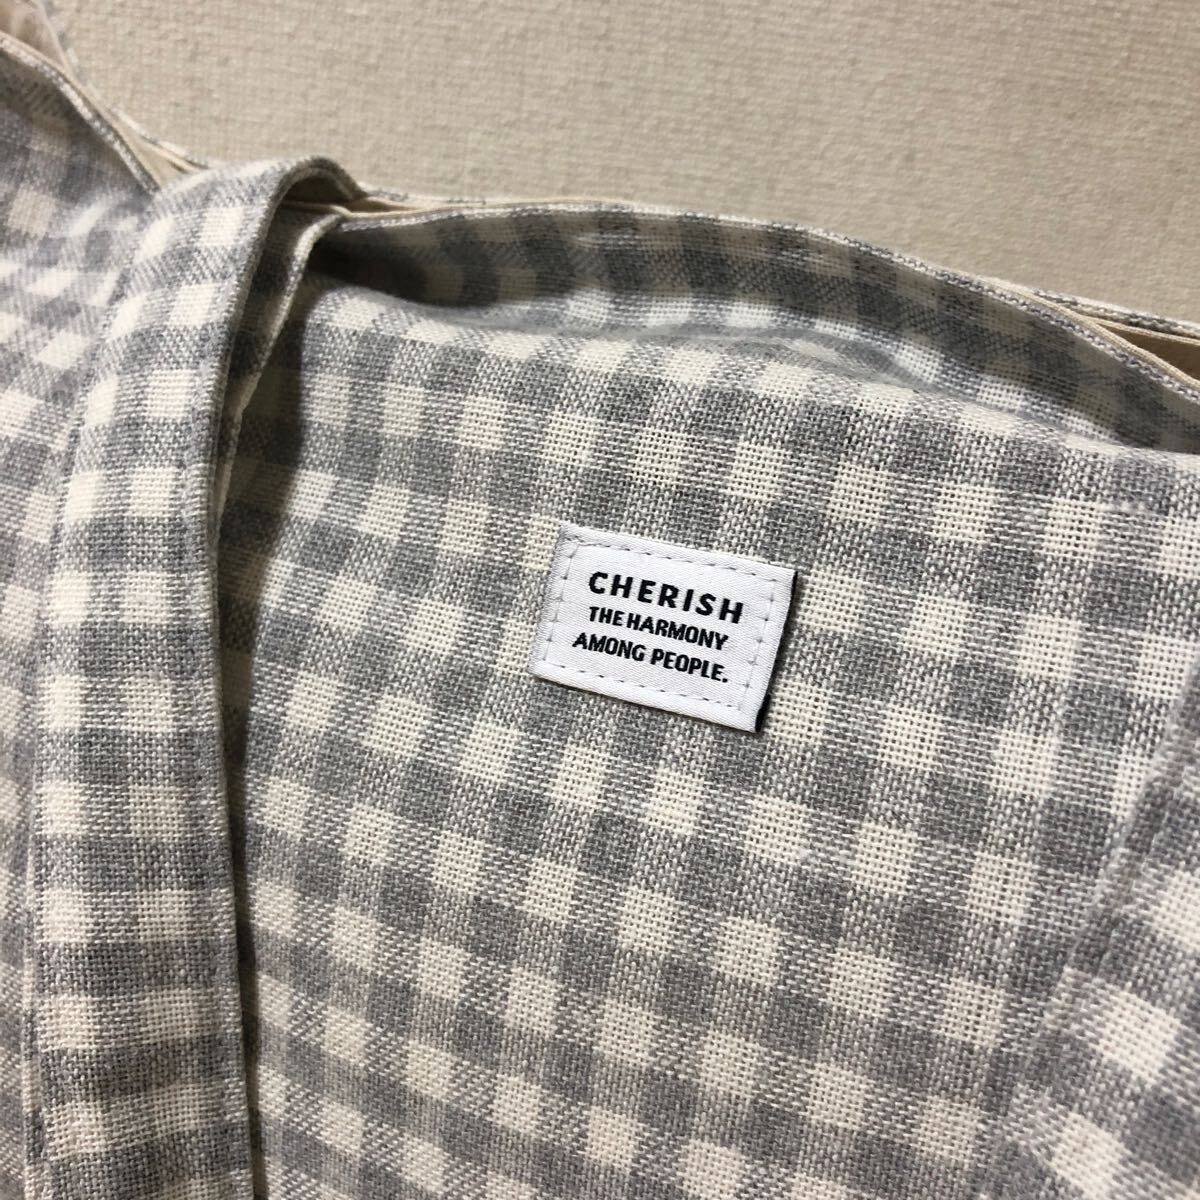 CHERISH
THE HARMONY
AMONG PEOPLE.